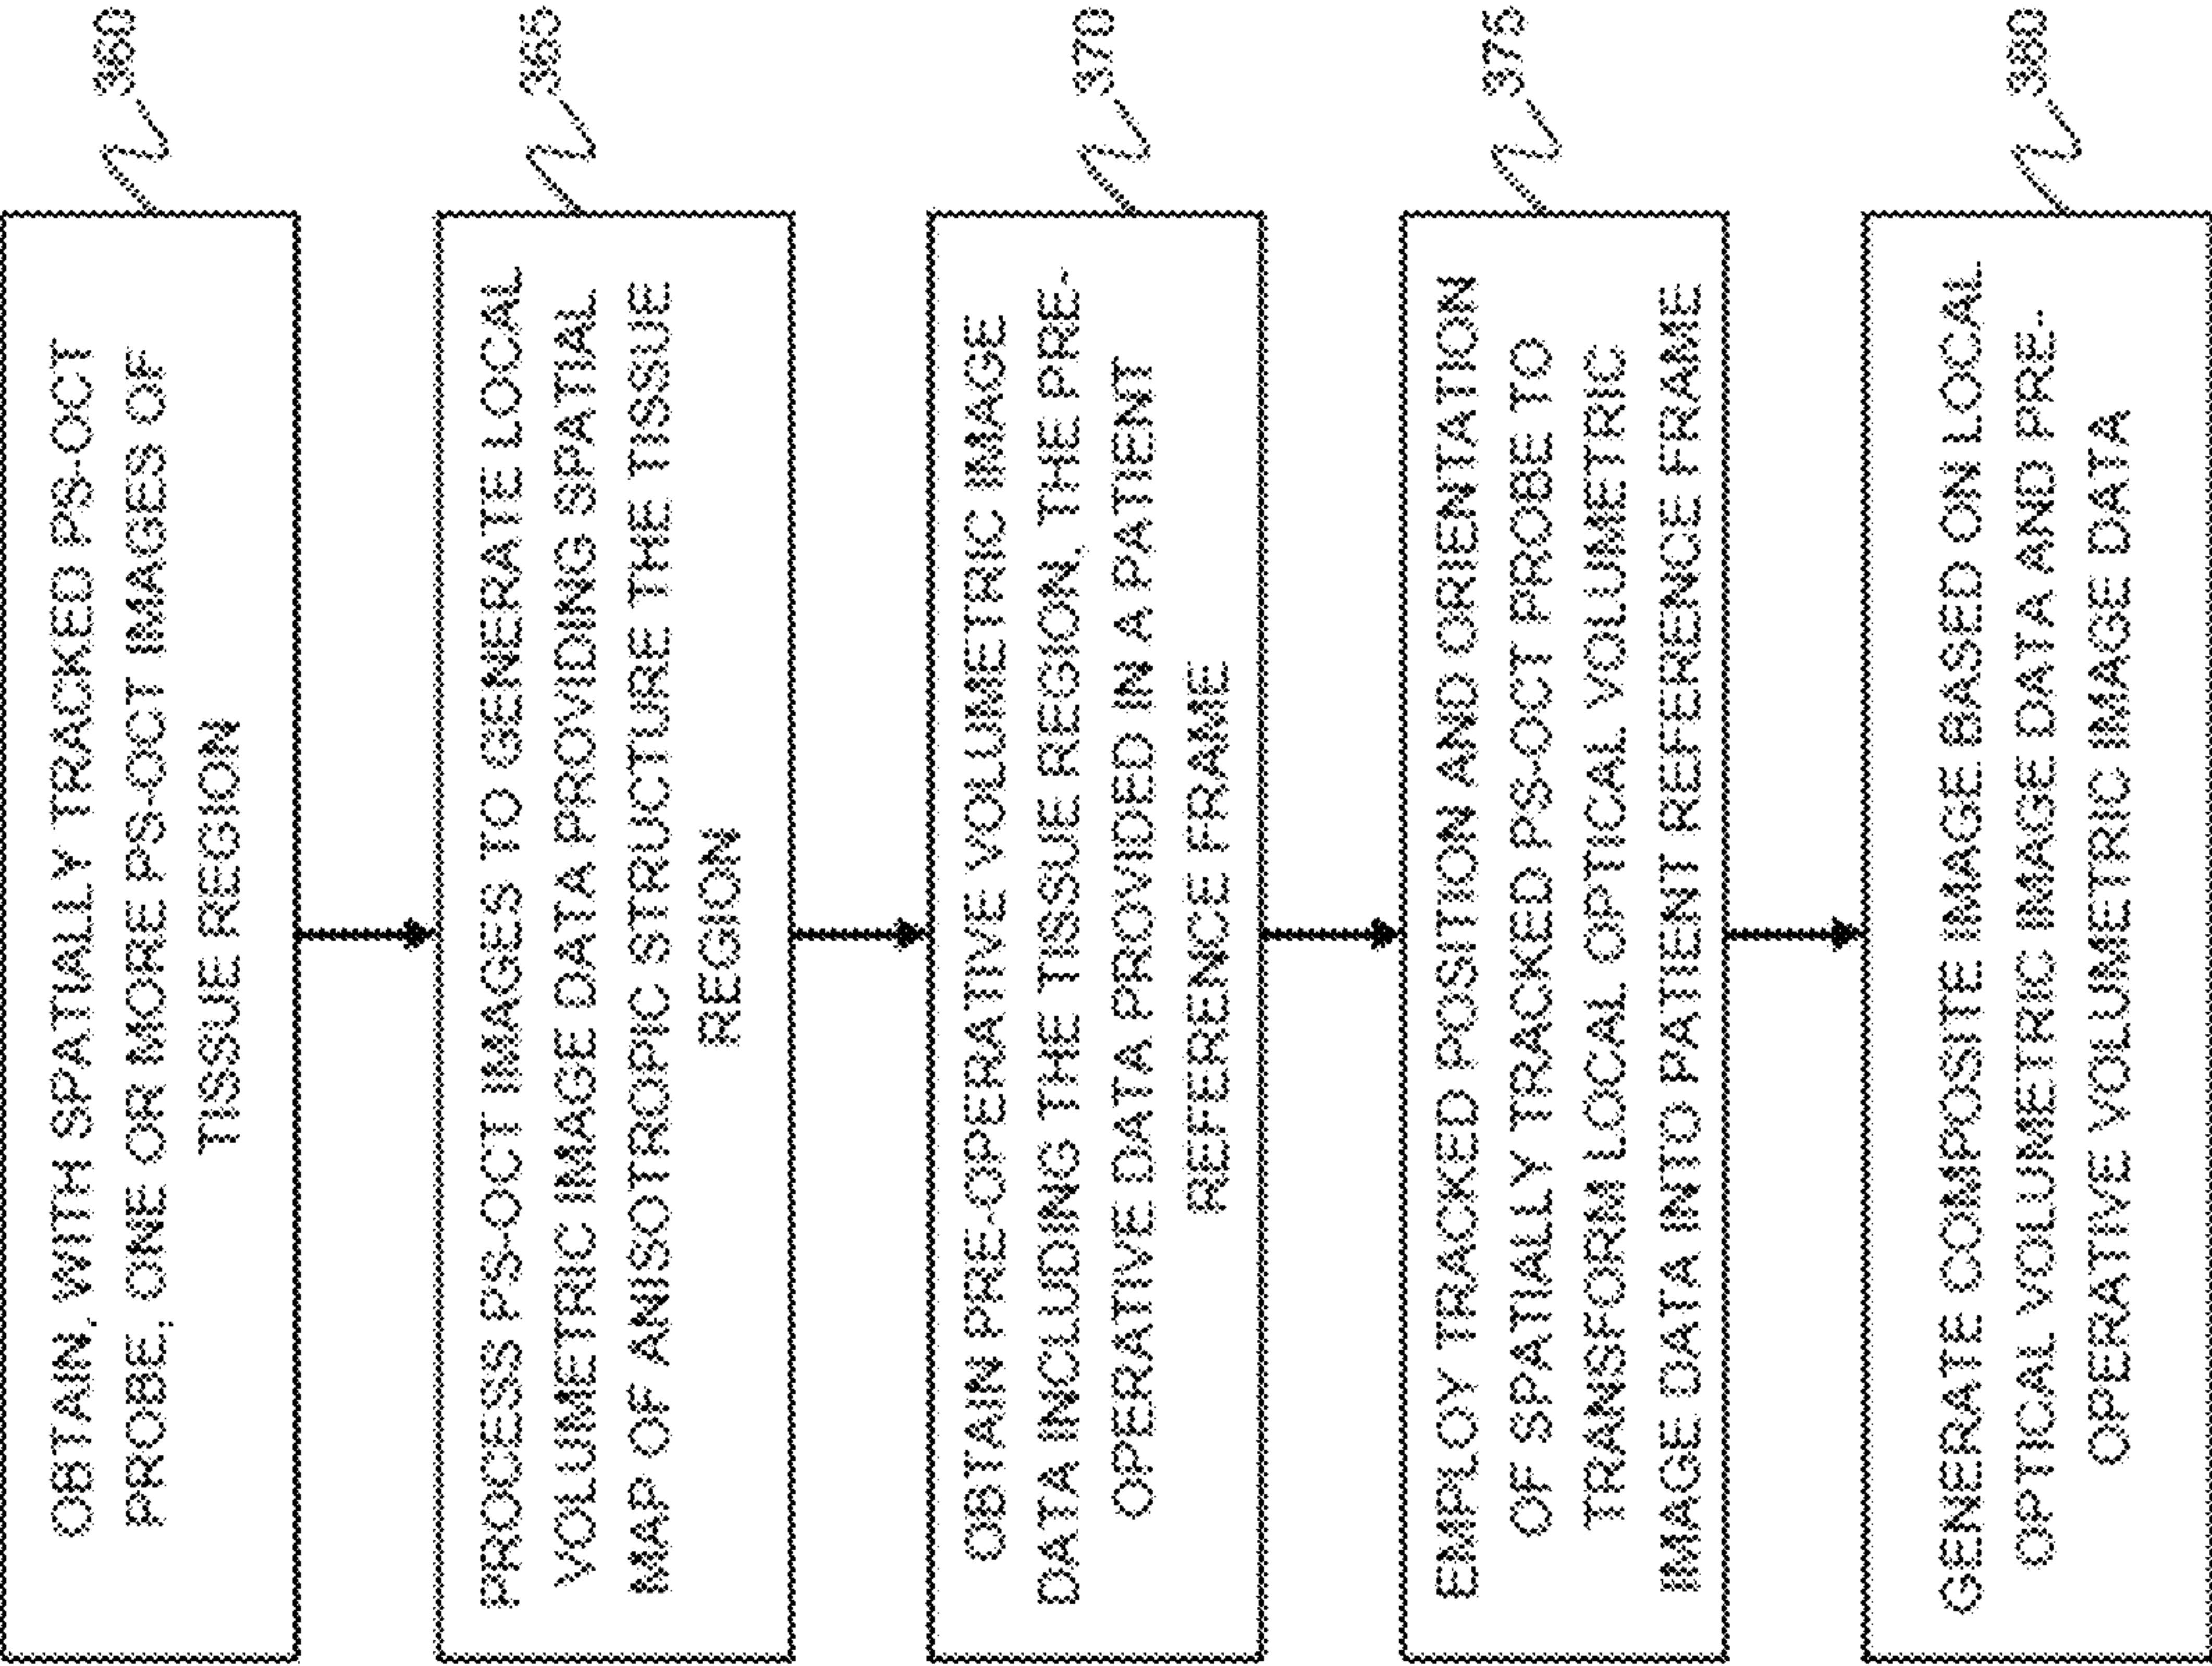 OBTAIN, WITH SPATIALLY TRACKED PS-OCT
PROBE, ONE OR MORE PS-OCT IMAGES OF
TISSUE REGION
360
PROCESS PS-OCT IMAGES TO GENERATE LOCAL
VOLUMETRIC IMAGE DATA PROVIDING SPATIAL
MAP OF ANISOTROPIC STRUCTURE THE TISSUE
REGION
365
OBTAIN PRE-OPERATIVE VOLUMETRIC IMAGE
DATA INCLUDING THE TISSUE REGION, THE PRE-
OPERATIVE DATA PROVIDED IN A PATIENT
REFERENCE FRAME
370
EMPLOY TRACKED POSITION AND ORIENTATION
OF SPATIALLY TRACKED PS-OCT PROBE TO
TRANSFORM LOCAL OPTICAL VOLUMETRIC
IMAGE DATA INTO PATIENT REFERENCE FRAME
375
GENERATE COMPOSITE IMAGE BASED ON LOCAL
OPTICAL VOLUMETRIC IMAGE DATA AND PRE-
OPERATIVE VOLUMETRIC IMAGE DATA
380